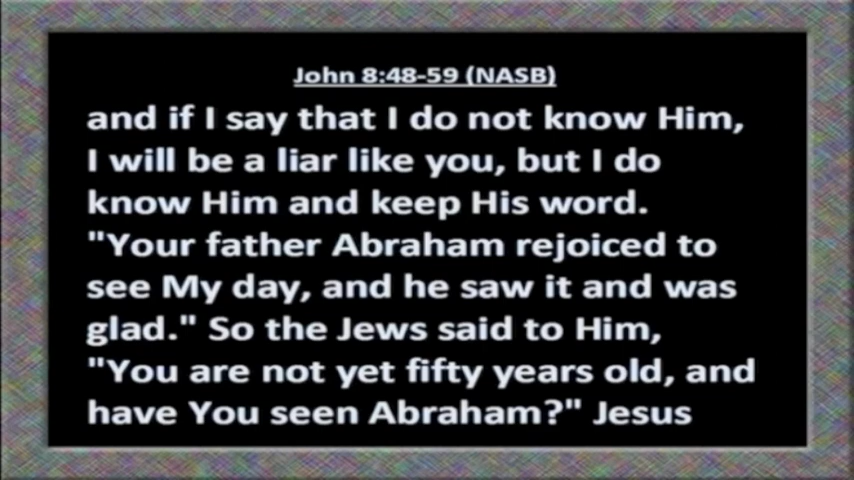 John 8:48-59 (NASB)
and if I say that I do not know Him,
I will be a liar like you, but I do
know Him and keep His word.
"Your father Abraham rejoiced to
see My day, and he saw it and was
glad." So the Jews said to Him,
"You are not yet fifty years old, and
have You seen Abraham?" Jesus